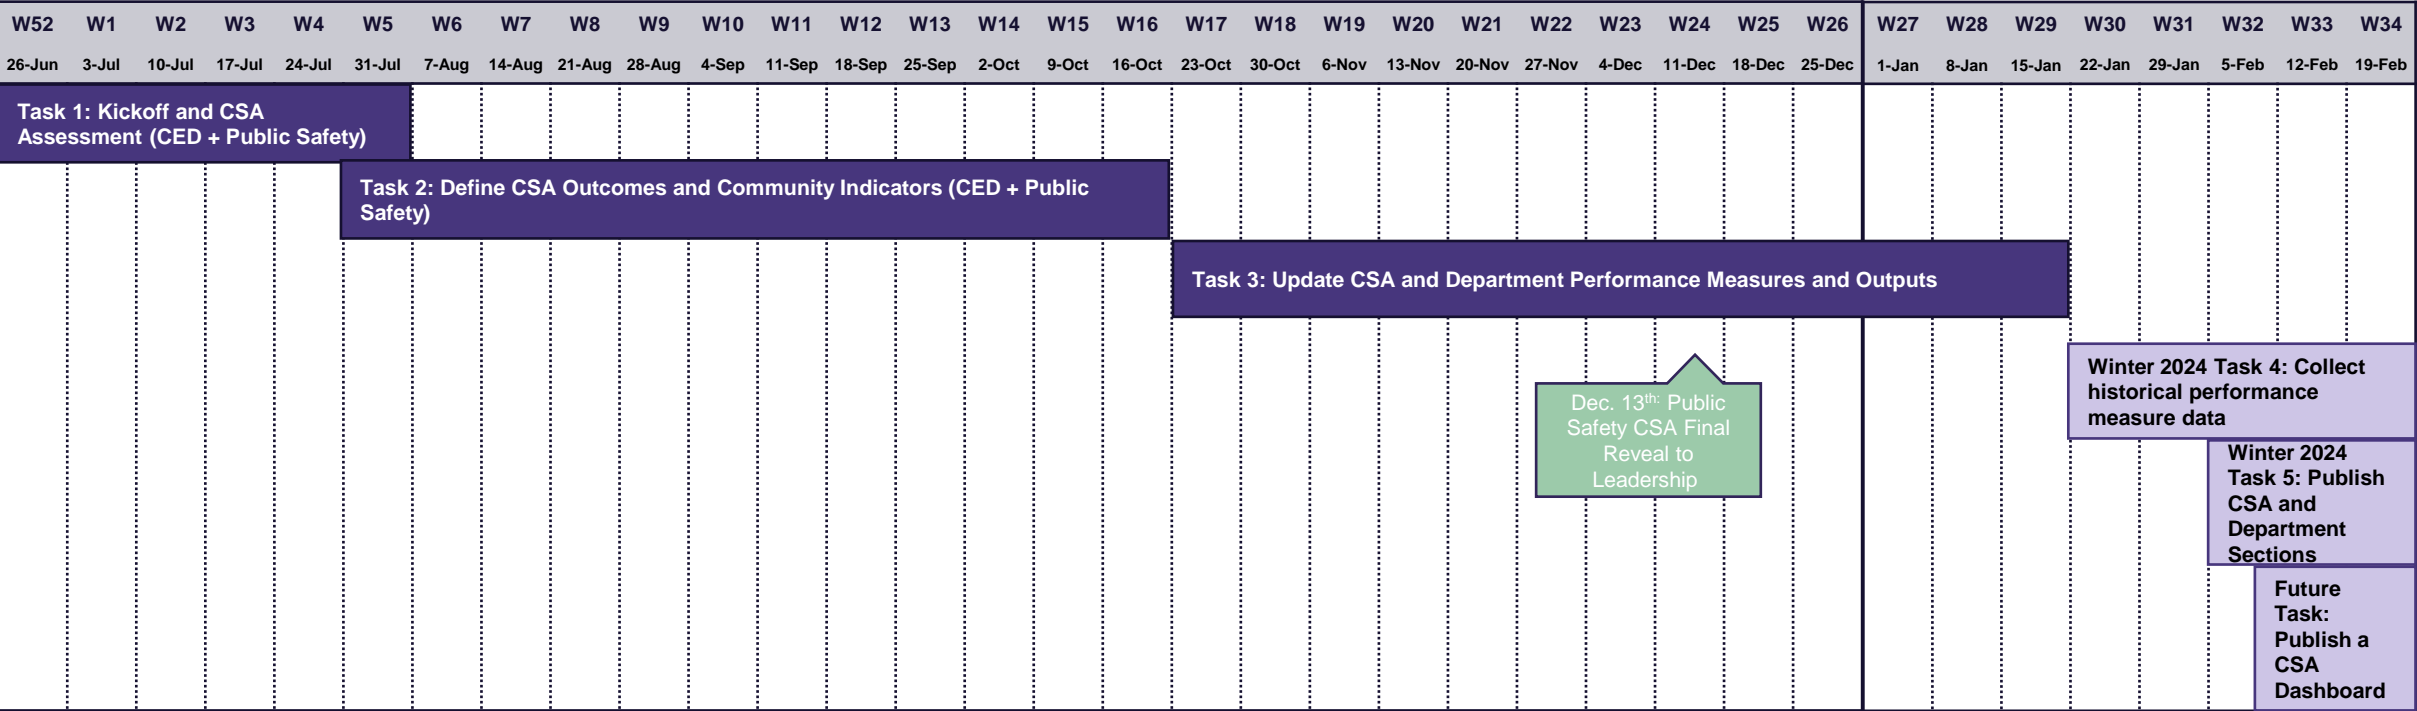 W52 W1 W2 W3 W4 W5 W6 W7 W8 W9 W10 W11 W12 W13 W14 W15 W16 W17 W18 W19 W20 W21 W22 W23 W24 W25 W26 W27 W28 W29 W30 W31 W32 W33 W34
26-Jun 3-Jul 10-Jul 17-Jul 24-Jul 31-Jul 7-Aug 14-Aug 21-Aug 28-Aug 4-Sep 11-Sep 18-Sep 25-Sep 2-Oct 9-Oct 16-Oct 23-Oct 30-Oct 6-Nov 13-Nov 20-Nov 27-Nov 4-Dec 11-Dec 18-Dec 25-Dec 1-Jan 8-Jan 15-Jan 22-Jan 29-Jan 5-Feb 12-Feb 19-Feb
Task 1: Kickoff and CSA
Assessment (CED + Public Safety)
Task 2: Define CSA Outcomes and Community Indicators (CED + Public
Safety)
Task 3: Update CSA and Department Performance Measures and Outputs
Dec. 13th: Public
Safety CSA Final
Reveal to
Leadership
Winter 2024 Task 4: Collect
historical performance
measure data
Winter 2024
Task 5: Publish
CSA and
Department
Sections
Future
Task:
Publish a
CSA
Dashboard